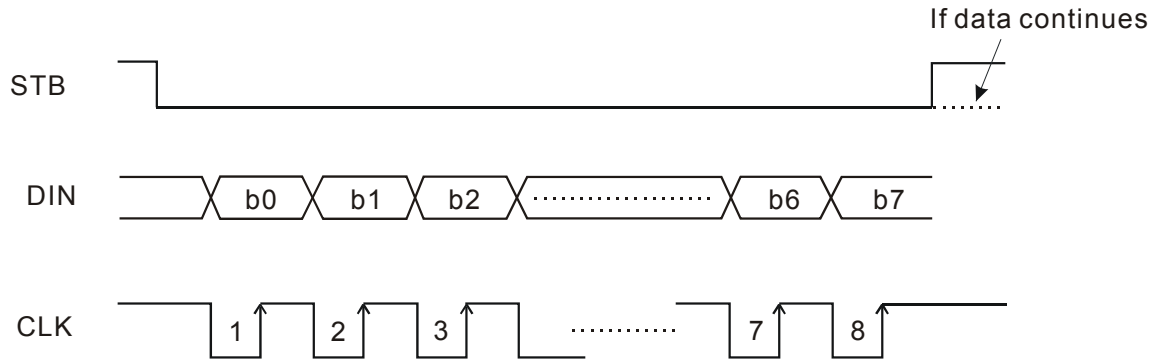 If data continues
STB
DIN b0 b1 b2 b6 b7
CLK 1 2 3 7 8